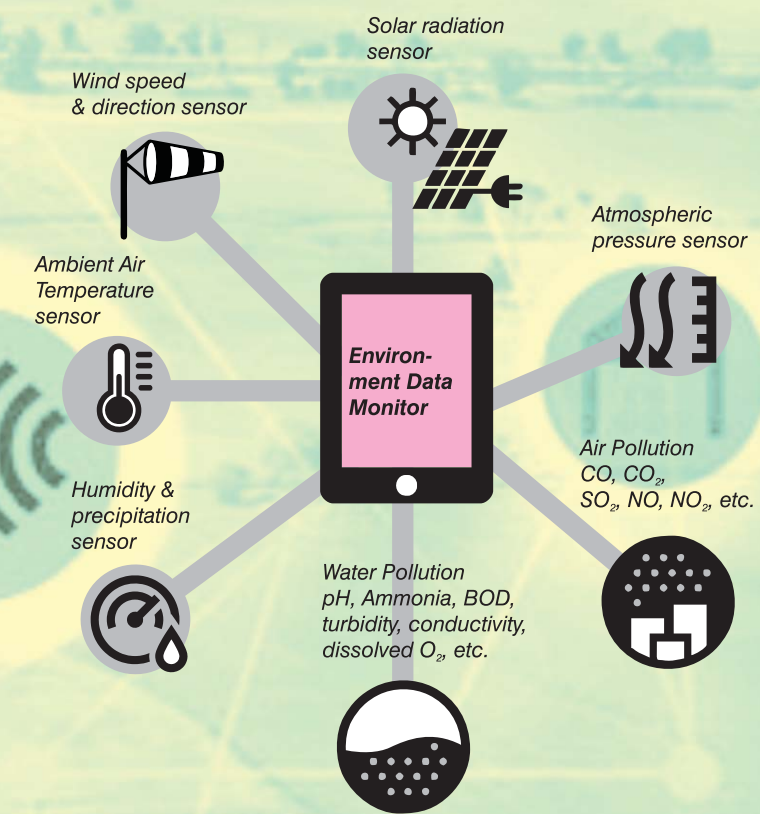 Solar radiation
sensor
Wind speed
& direction sensor
Atmospheric
pressure sensor
Ambient Air
Temperature
sensor
Environ-
ment Data
Monitor
Air Pollution
CO, CO₂,
SO₂, NO, NO₂, etc.
Humidity &
precipitation
sensor
Water Pollution
pH, Ammonia, BOD,
turbidity, conductivity,
dissolved O₂, etc.